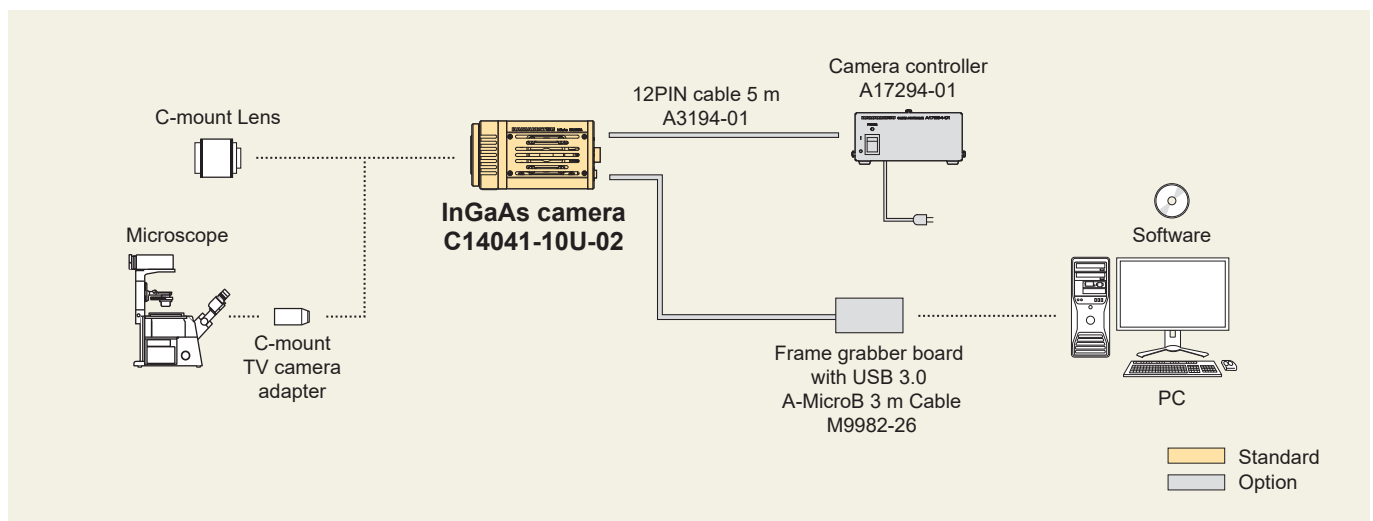 C-mount Lens
Microscope
C-mount
TV camera
adapter
InGaAs camera
C14041-10U-02
12PIN cable 5 m
A3194-01
Camera controller
A17294-01
Frame grabber board
with USB 3.0
A-MicroB 3 m Cable
M9982-26
Software
PC
Standard
Option